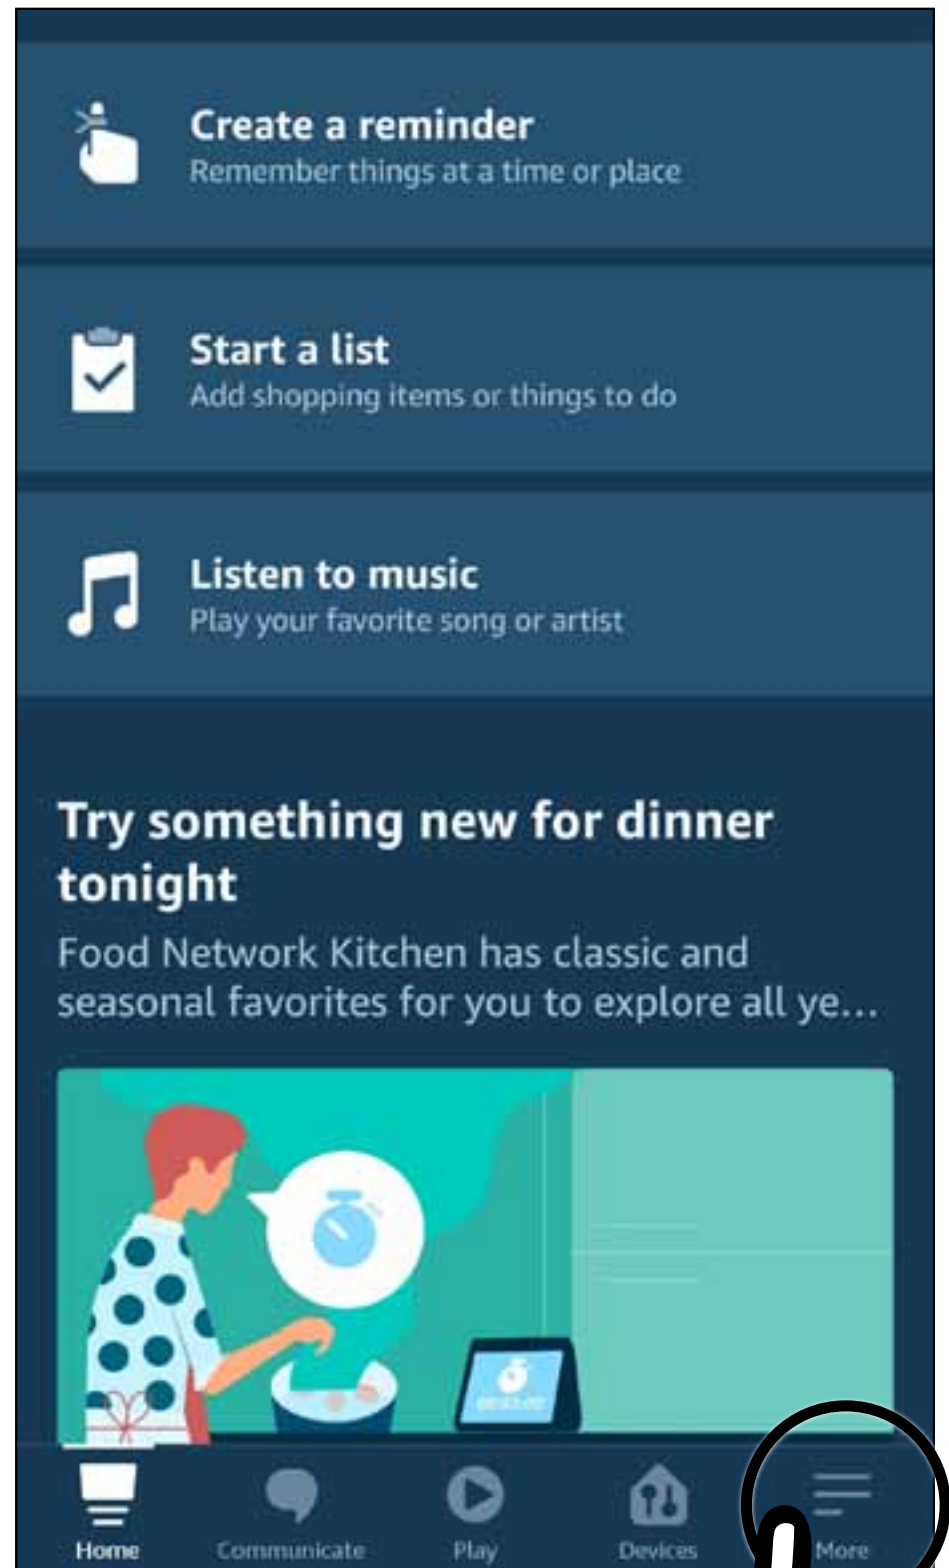 Create a reminder
Remember things at a time or place
Start a list
Add shopping items or things to do
Listen to music
Play your favorite song or artist
Try something new for dinner
tonight
Food Network Kitchen has classic and
seasonal favorites for you to explore all ye...
Home
Communicate
Play
Devices
More